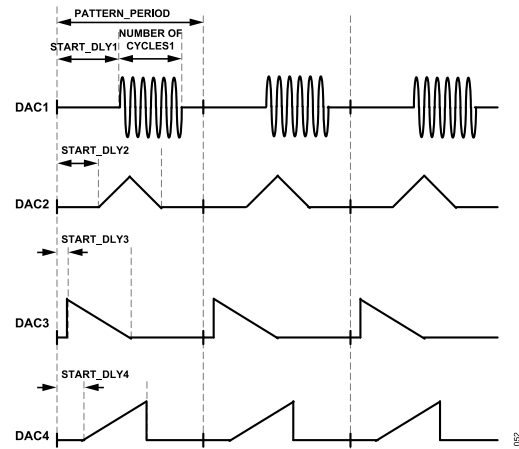 PATTERN_PERIOD
START_DLY1
NUMBER OF
CYCLES1
DAC1
START_DLY2
DAC2
START_DLY3
DAC3
START_DLY4
DAC4
052